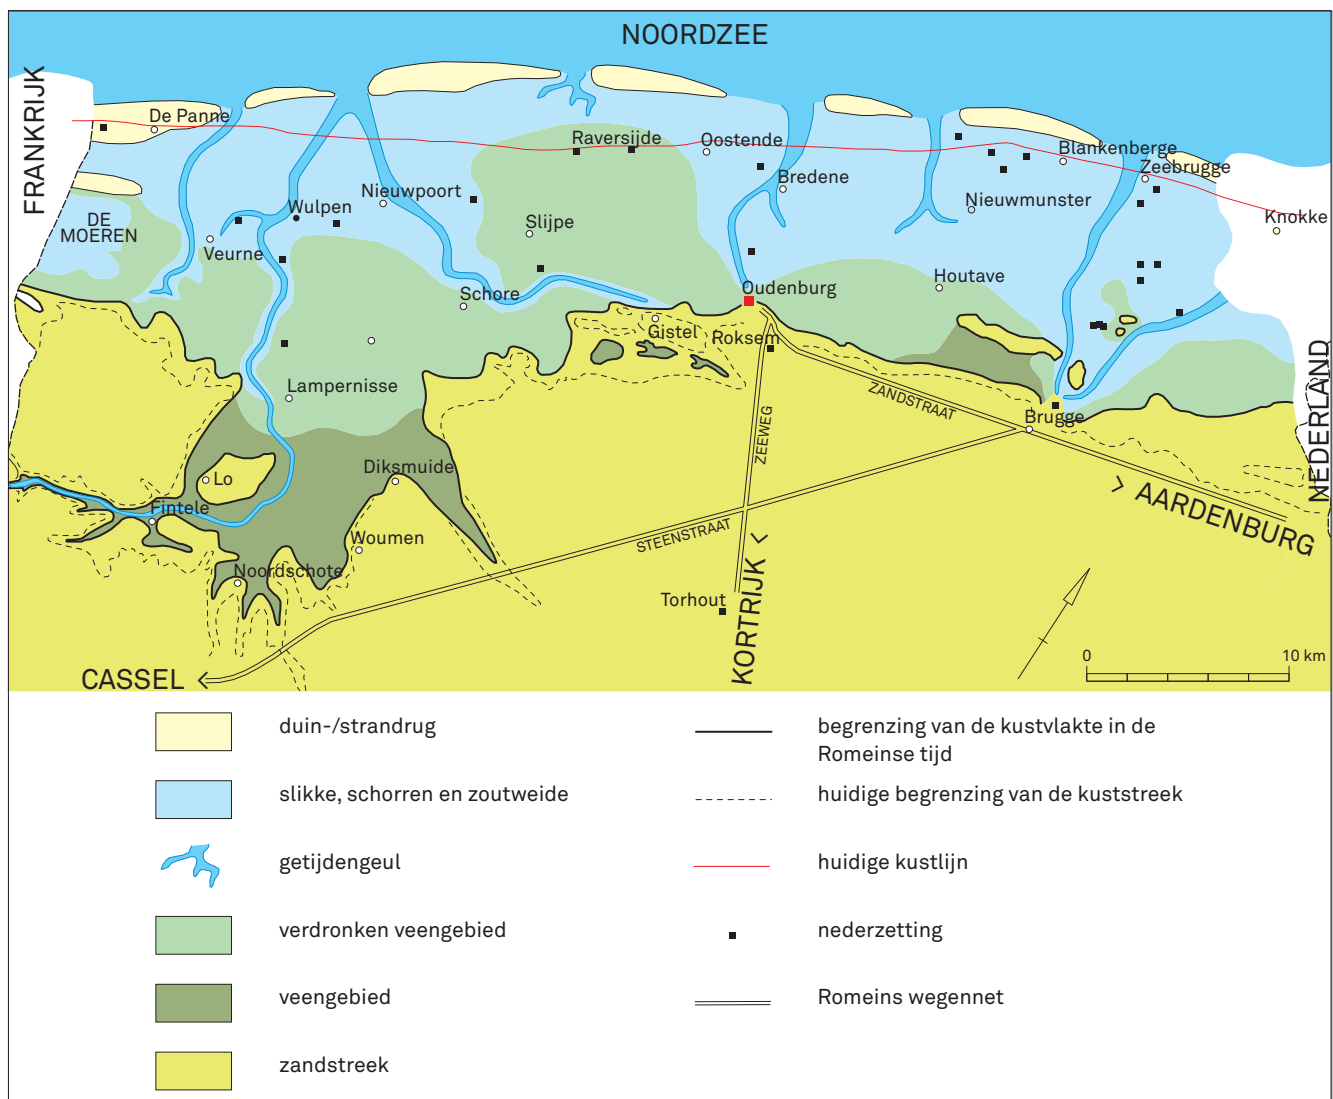 NOORDZEE
FRANKRIJK
De Panne
Raversijde
Oostende
Blankenberge
Zeebrugge
Bredene
Nieuwpoort
Wulpen
Nieuwmunster
Knokke
DE
MOEREN
Slijpe
Veurne
Houtave
Oudenburg
Schore
Gistel
Roksem
NEDERLAND
Lampernisse
ZANDSTRAAT
Brugge
ZEEWEG
Diksmuide
Lo
AARDENBURG
Fintele
STEENSTRAAT
Woumen
Noordschote
Torhout
KORTRIJK
CASSEL
0 10 km
duin-/strandrug
slikke, schorren en zoutweide
getijdengeul
verdronken veengebied
veengebied
zandstreek
begrenzing van de kustvlakte in de
Romeinse tijd
huidige begrenzing van de kuststreek
huidige kustlijn
nederzetting
Romeins wegennet